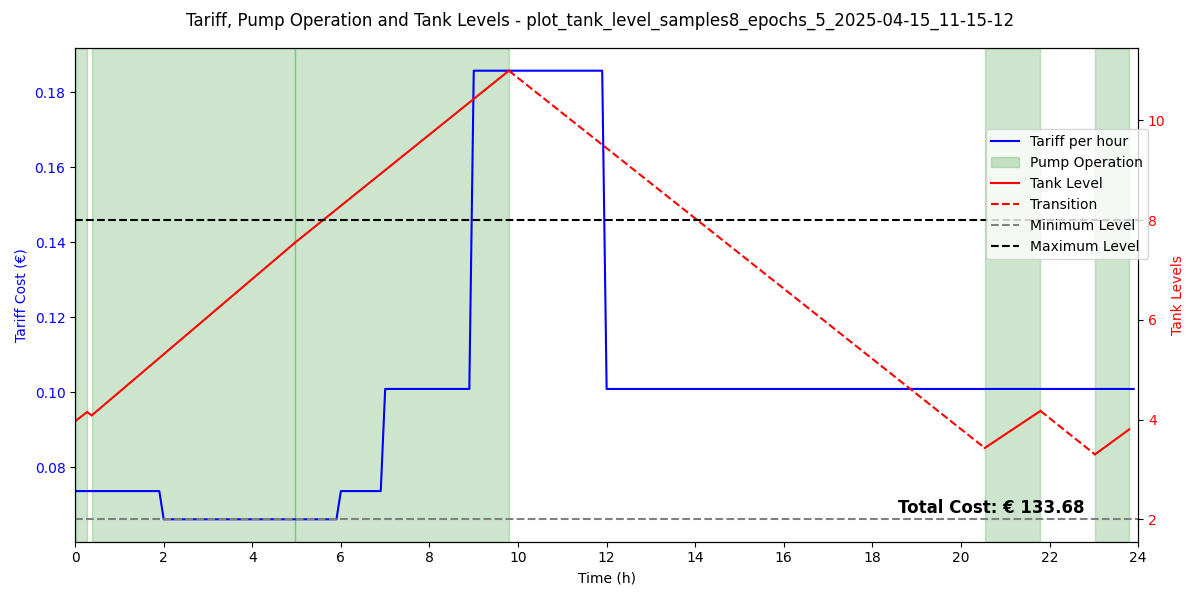 Tariff, Pump Operation and Tank Levels - plot_tank_level_samples8_epochs_5_2025-04-15_11-15-12
0.18
0.16
0.14
0.12
0.10
0.08
Tariff Cost (€)
10
8
6
4
2
Tank Levels
Tariff per hour
Pump Operation
Tank Level
Transition
Minimum Level
Maximum Level
Total Cost: € 133.68
0 2 4 6 8 10 12 14 16 18 20 22 24
Time (h)